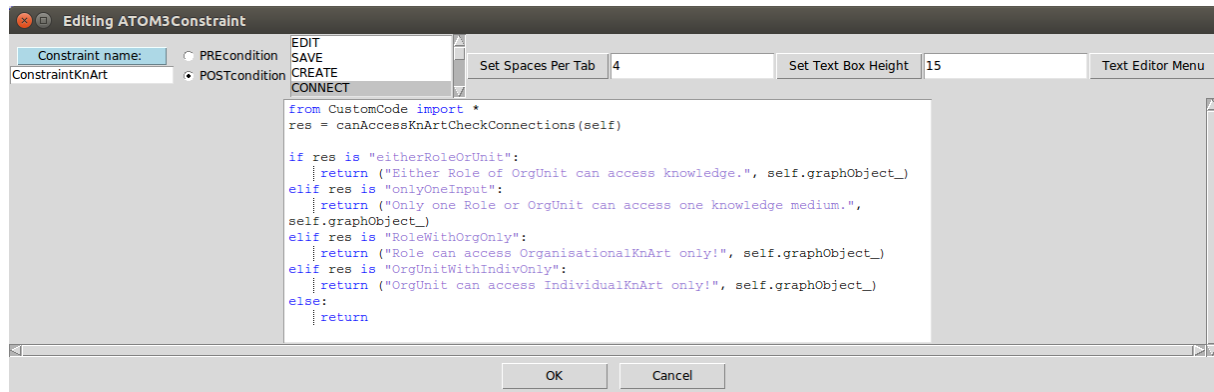 Editing ATOM3Constraint
Constraint name:
ConstraintKnArt
PREcondition
POSTcondition
EDIT
SAVE
CREATE
CONNECT
Set Spaces Per Tab
4
Set Text Box Height
15
Text Editor Menu
from CustomCode import *
res = canAccessKnArtCheckConnections(self)
if res is "eitherRoleOrUnit":
return ("Either Role of OrgUnit can access knowledge.", self.graphObject_)
elif res is "onlyOneInput":
return ("Only one Role or OrgUnit can access one knowledge medium.",
self.graphObject_)
elif res is "RoleWithOrgOnly":
return ("Role can access OrganisationalKnArt only!", self.graphObject_)
elif res is "OrgUnitWithIndivOnly":
return ("OrgUnit can access IndividualKnArt only!", self.graphObject_)
else:
return
OK
Cancel